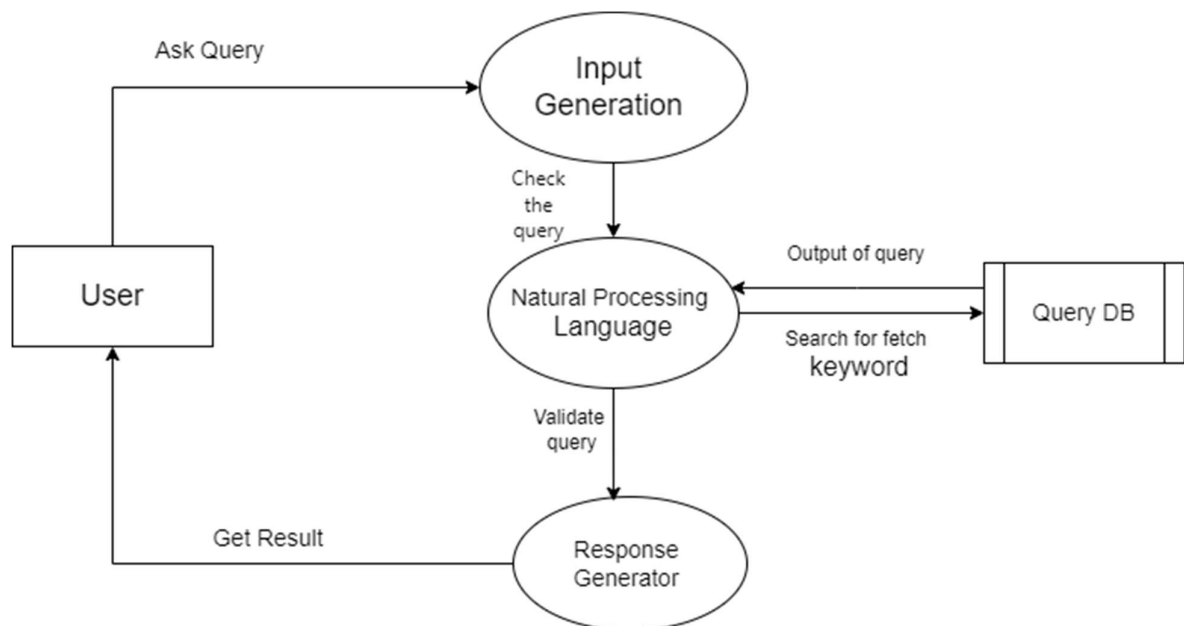 Ask Query
Input
Generation
Check
the
query
User
Natural Processing
Language
Output of query
Query DB
Search for fetch
keyword
Validate
query
Get Result
Response
Generator